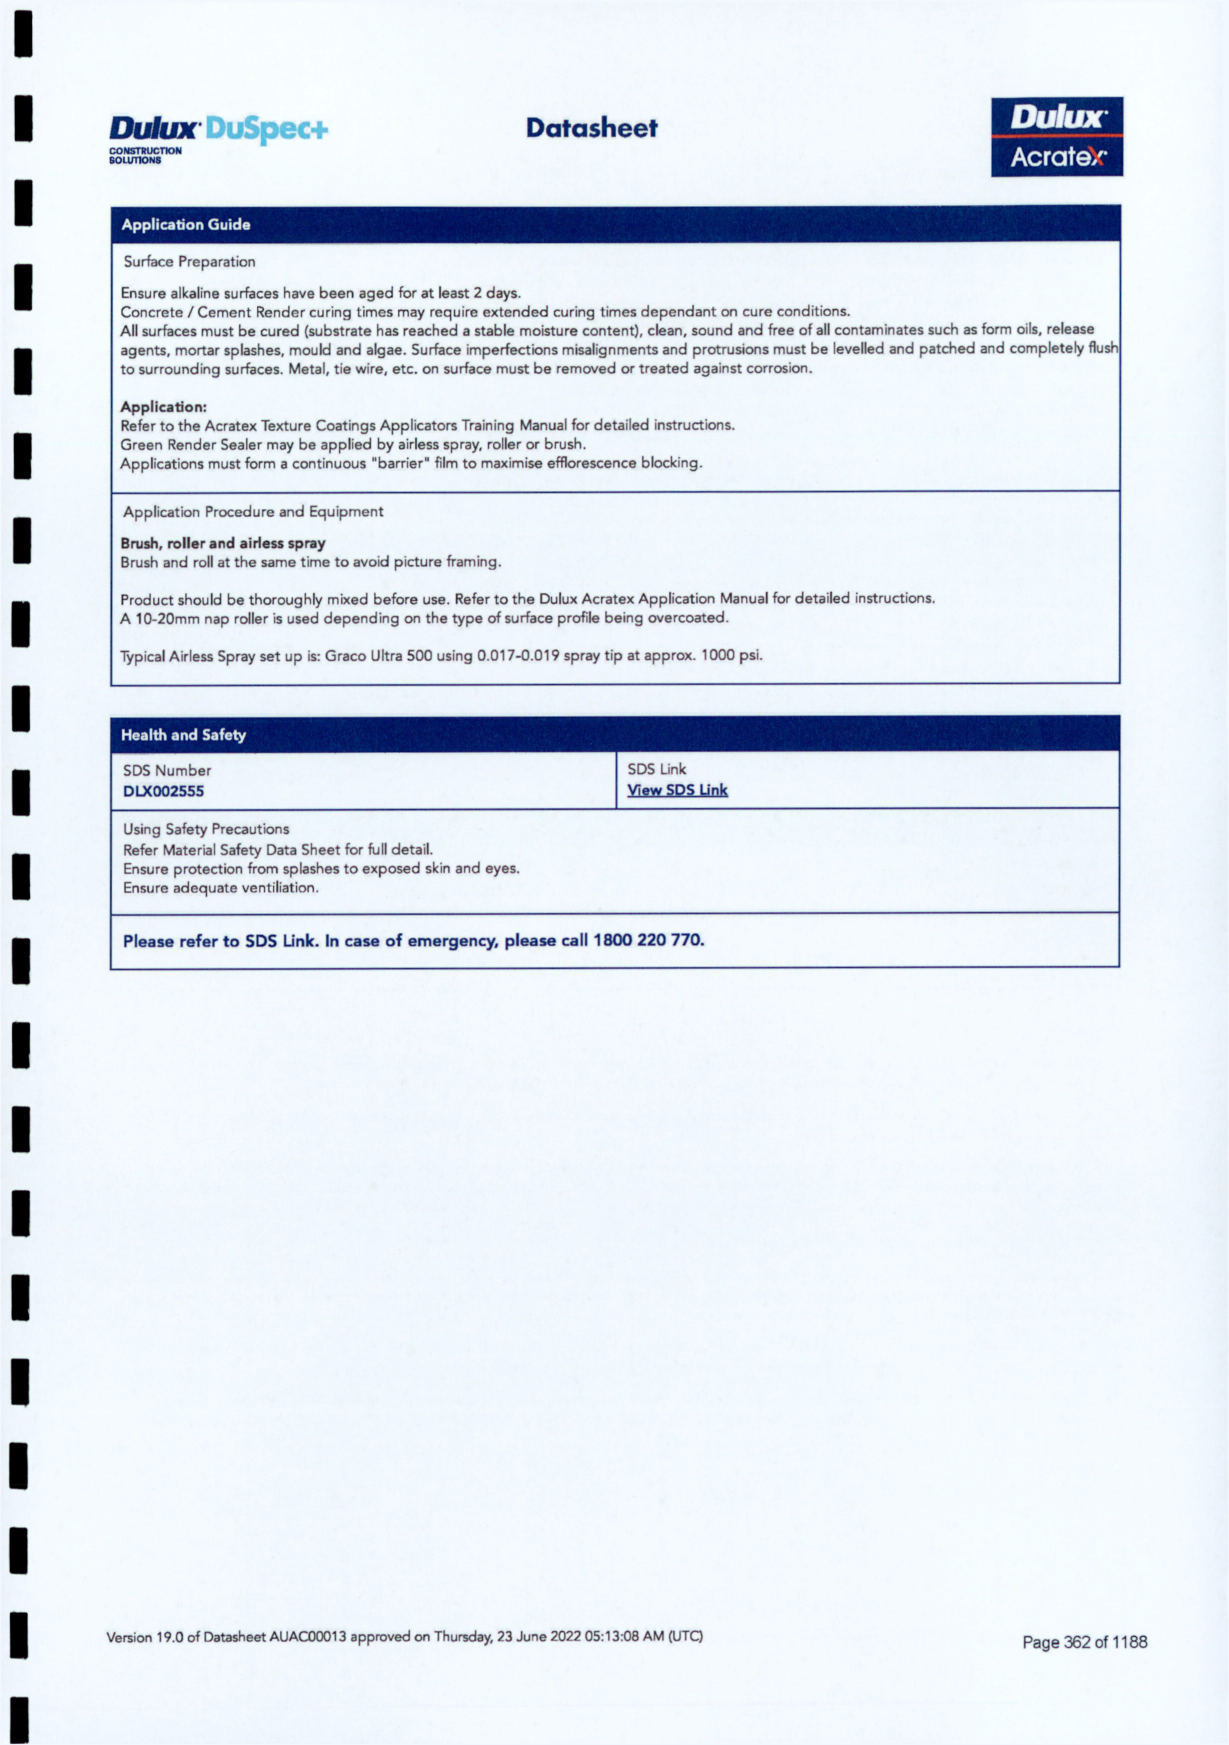 Dulux DuSpec+
CONSTRUCTION
SOLUTIONS
Datasheet
Dulux
Acratex
Application Guide
Surface Preparation
Ensure alkaline surfaces have been aged for at least 2 days.
Concrete / Cement Render curing times may require extended curing times dependant on cure conditions.
All surfaces must be cured (substrate has reached a stable moisture content), clean, sound and free of all contaminates such as form oils, release
agents, mortar splashes, mould and algae. Surface imperfections misalignments and protrusions must be levelled and patched and completely flush
to surrounding surfaces. Metal, tie wire, etc. on surface must be removed or treated against corrosion.
Application:
Refer to the Acratex Texture Coatings Applicators Training Manual for detailed instructions.
Green Render Sealer may be applied by airless spray, roller or brush.
Applications must form a continuous "barrier" film to maximise efflorescence blocking.
Application Procedure and Equipment
Brush, roller and airless spray
Brush and roll at the same time to avoid picture framing.
Product should be thoroughly mixed before use. Refer to the Dulux Acratex Application Manual for detailed instructions.
A 10-20mm nap roller is used depending on the type of surface profile being overcoated.
Typical Airless Spray set up is: Graco Ultra 500 using 0.017-0.019 spray tip at approx. 1000 psi.
Health and Safety
SDS Number
DLX002555
SDS Link
View SDS Link
Using Safety Precautions
Refer Material Safety Data Sheet for full detail.
Ensure protection from splashes to exposed skin and eyes.
Ensure adequate ventiliation.
Please refer to SDS Link. In case of emergency, please call 1800 220 770.
Version 19.0 of Datasheet AUAC00013 approved on Thursday, 23 June 2022 05:13:08 AM (UTC)
Page 362 of 1188